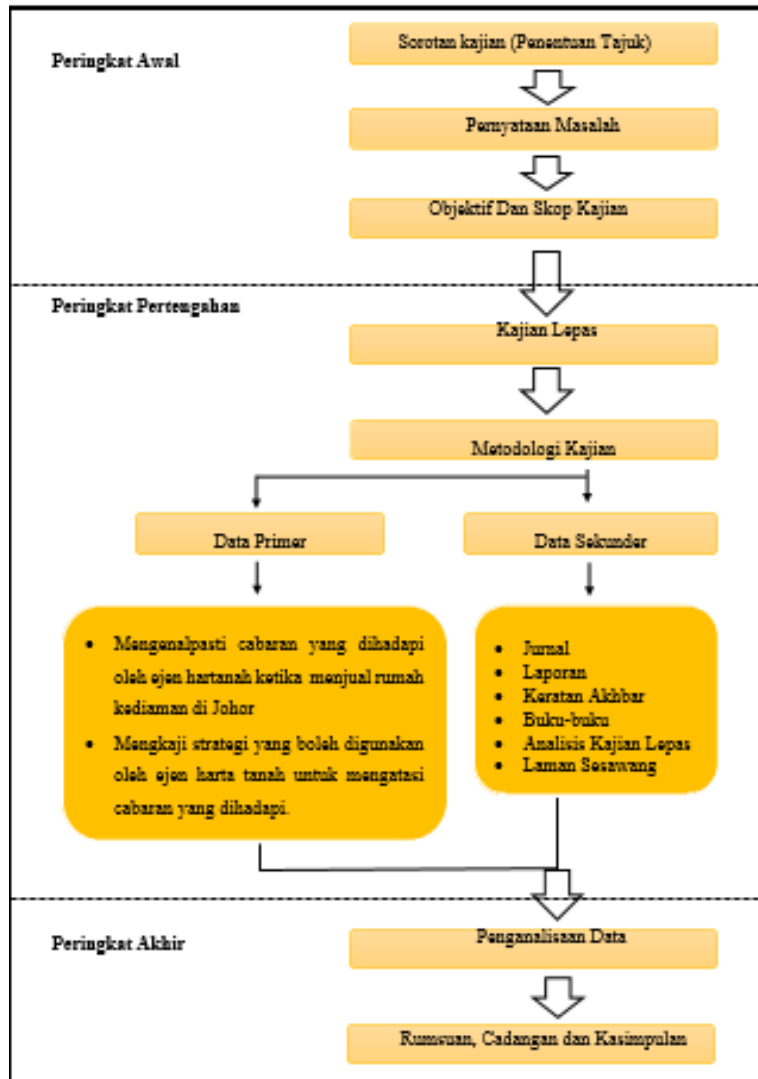 Peringkat Awal
Sorotan kajian (Penentuan Tajuk)
Pernyataan Masalah
Objektif Dan Skop Kajian
Peringkat Pertengahan
Kajian Lepas
Metodologi Kajian
Data Primer
Data Sekunder
• Mengenalpasti cabaran yang dihadapi
oleh ejen hartanah ketika menjual rumah
kediaman di Johor
• Mengkaji strategi yang boleh digunakan
oleh ejen harta tanah untuk mengatasi
cabaran yang dihadapi.
• Jurnal
• Laporan
• Keratan Akhbar
• Buku-buku
• Analisis Kajian Lepas
• Laman Sesawang
Peringkat Akhir
Penganalisaan Data
Rumsuan, Cadangan dan Kasimpulan